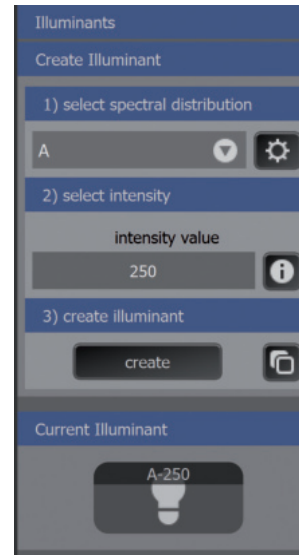 Illuminants
Create Illuminant
1) select spectral distribution
A
2) select intensity
intensity value
250
3) create illuminant
create
Current Illuminant
A-250